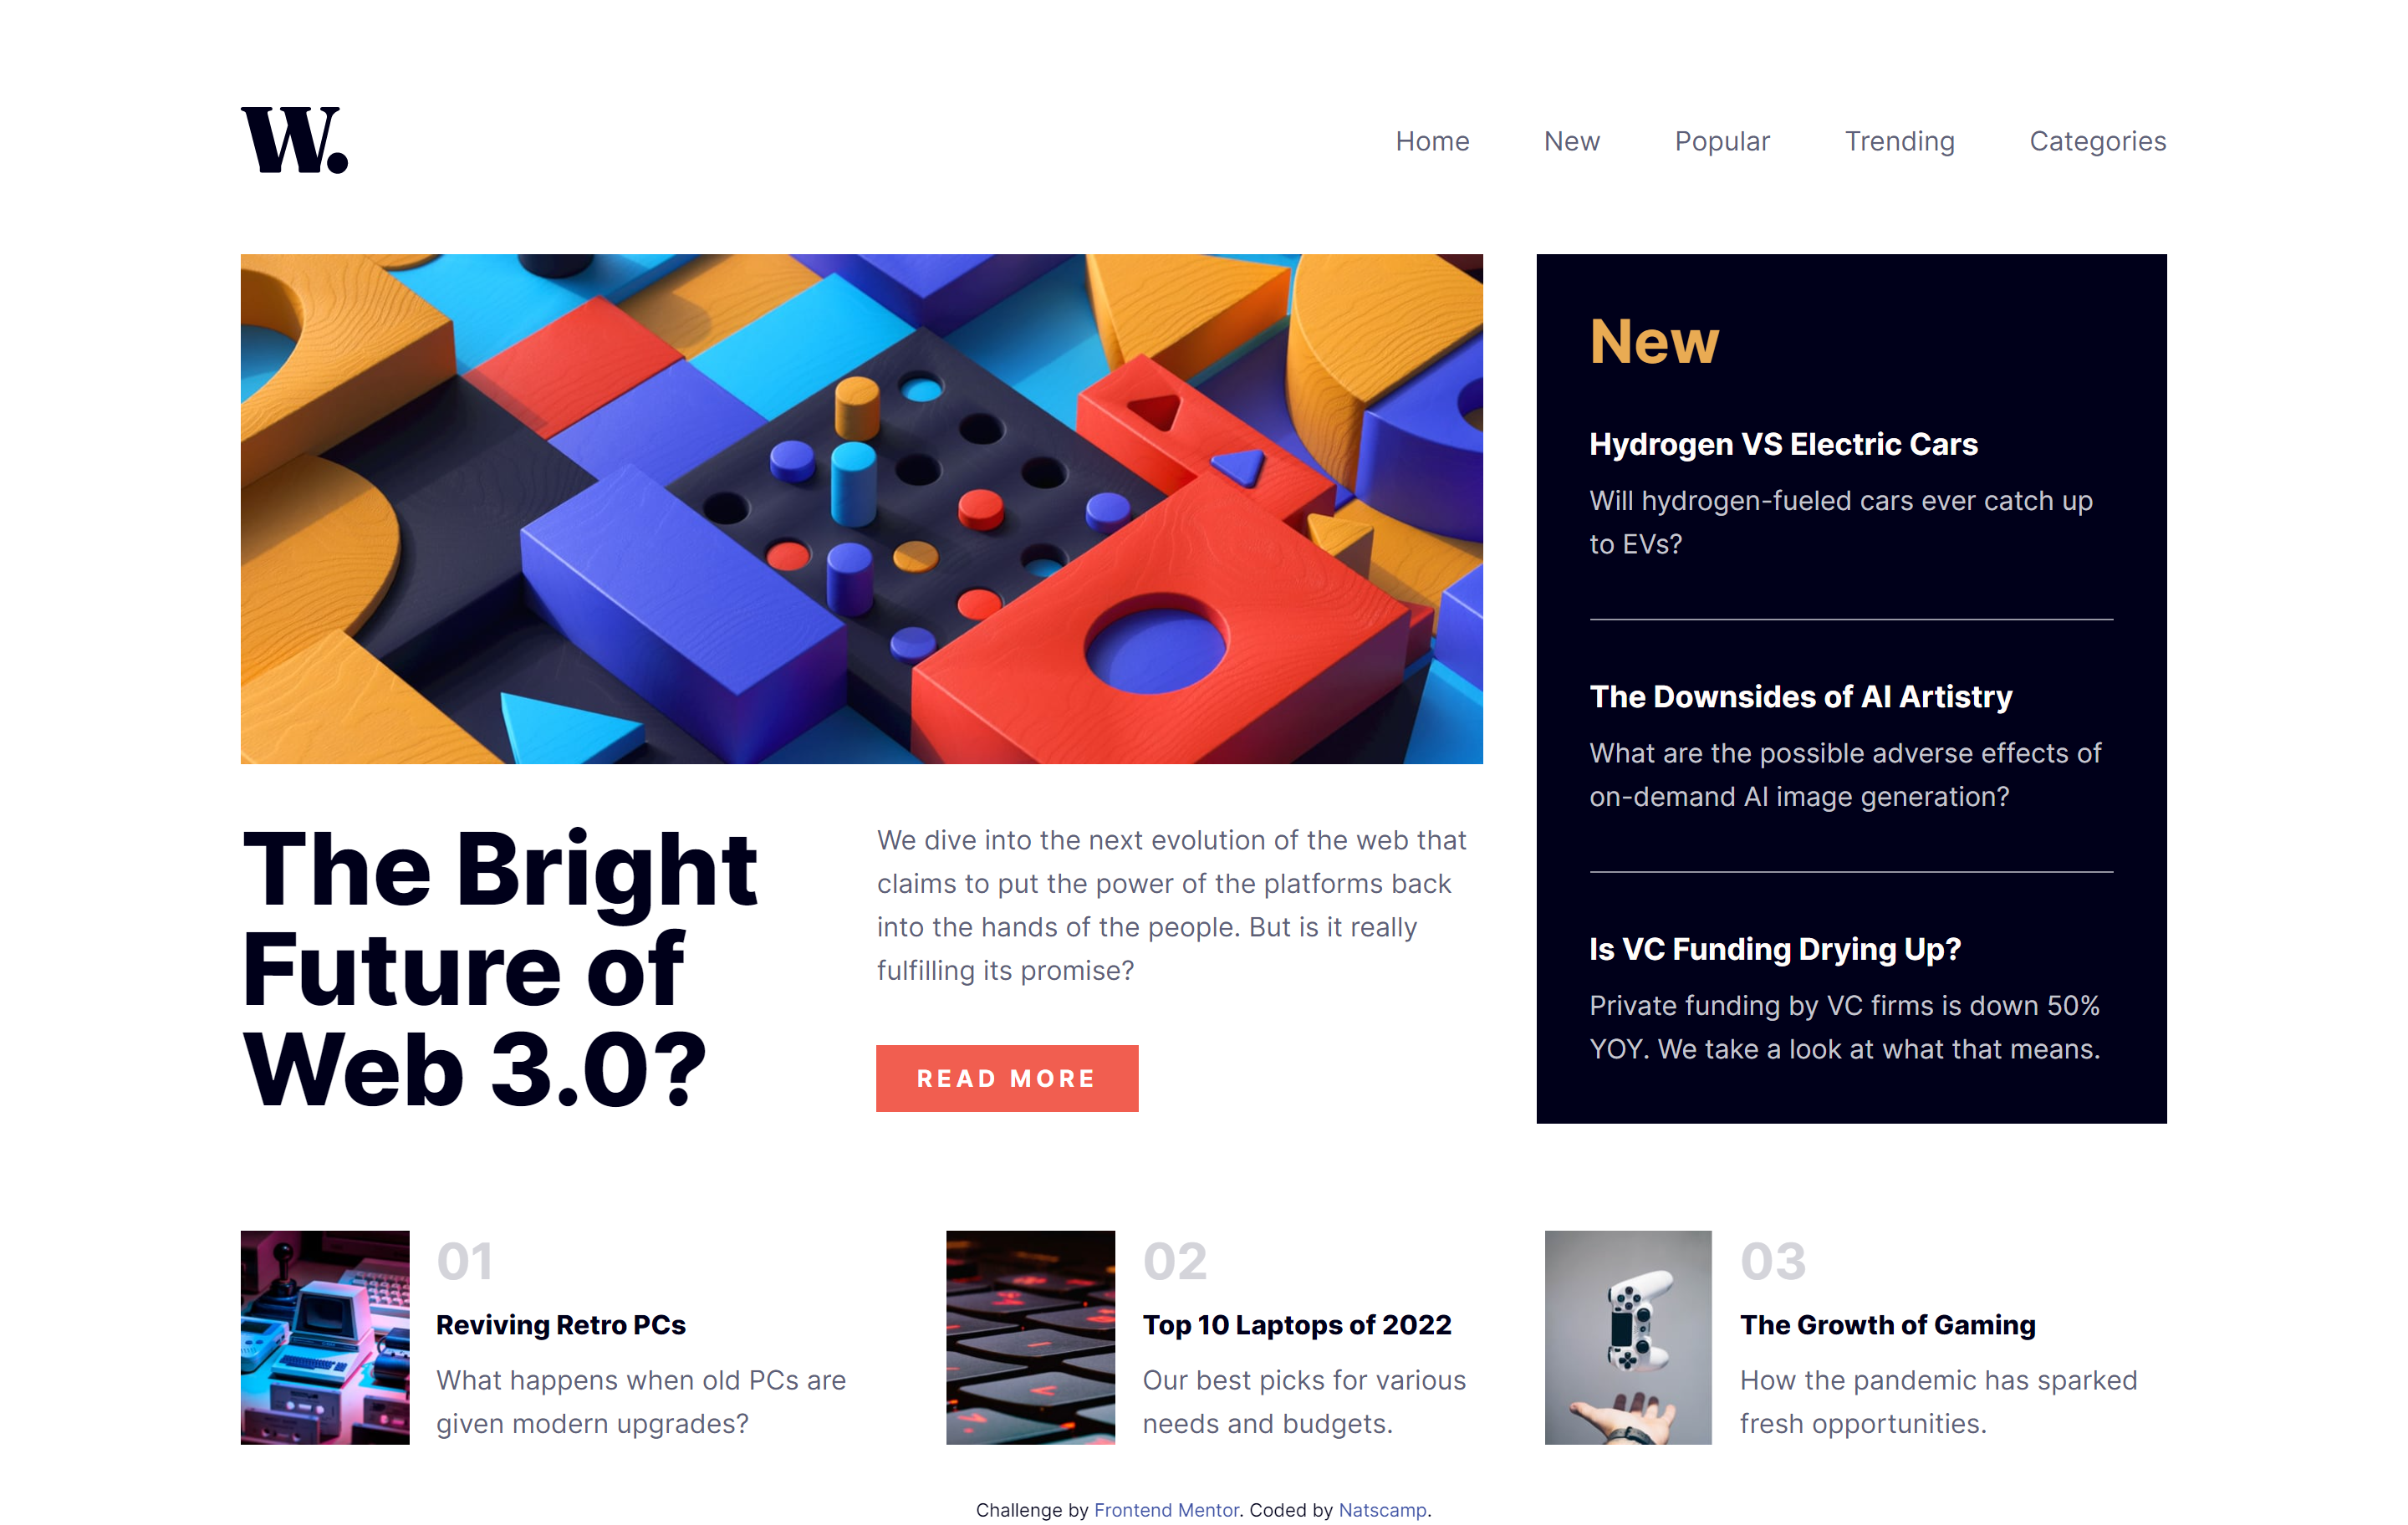 W.
Home New Popular Trending Categories
New
Hydrogen VS Electric Cars
Will hydrogen-fueled cars ever catch up
to EVs?
The Downsides of AI Artistry
What are the possible adverse effects of
on-demand AI image generation?
Is VC Funding Drying Up?
Private funding by VC firms is down 50%
YOY. We take a look at what that means.
The Bright
Future of
Web 3.0?
We dive into the next evolution of the web that
claims to put the power of the platforms back
into the hands of the people. But is it really
fulfilling its promise?
READ MORE
01
Reviving Retro PCs
What happens when old PCs are
given modern upgrades?
02
Top 10 Laptops of 2022
Our best picks for various
needs and budgets.
03
The Growth of Gaming
How the pandemic has sparked
fresh opportunities.
Challenge by Frontend Mentor. Coded by Natscamp.